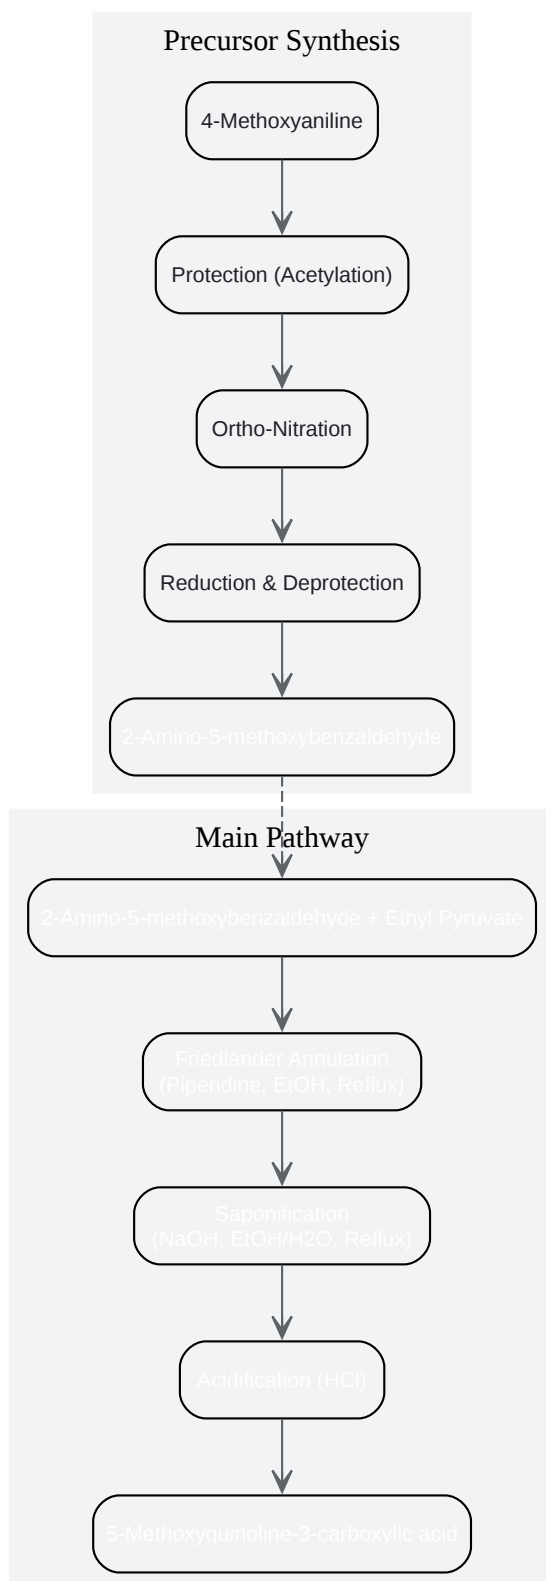 Precursor Synthesis
4-Methoxyaniline
Protection (Acetylation)
Ortho-Nitration
Reduction & Deprotection
2-Amino-5-methoxybenzaldehyde
Main Pathway
2-Amino-5-methoxybenzaldehyde + Ethyl Pyruvate
Friedländer Annulation
(Piperidine, EtOH, Reflux)
Saponification
(NaOH, EtOH/H2O, Reflux)
Acidification (HCl)
5-Methoxyquinoline-3-carboxylic acid